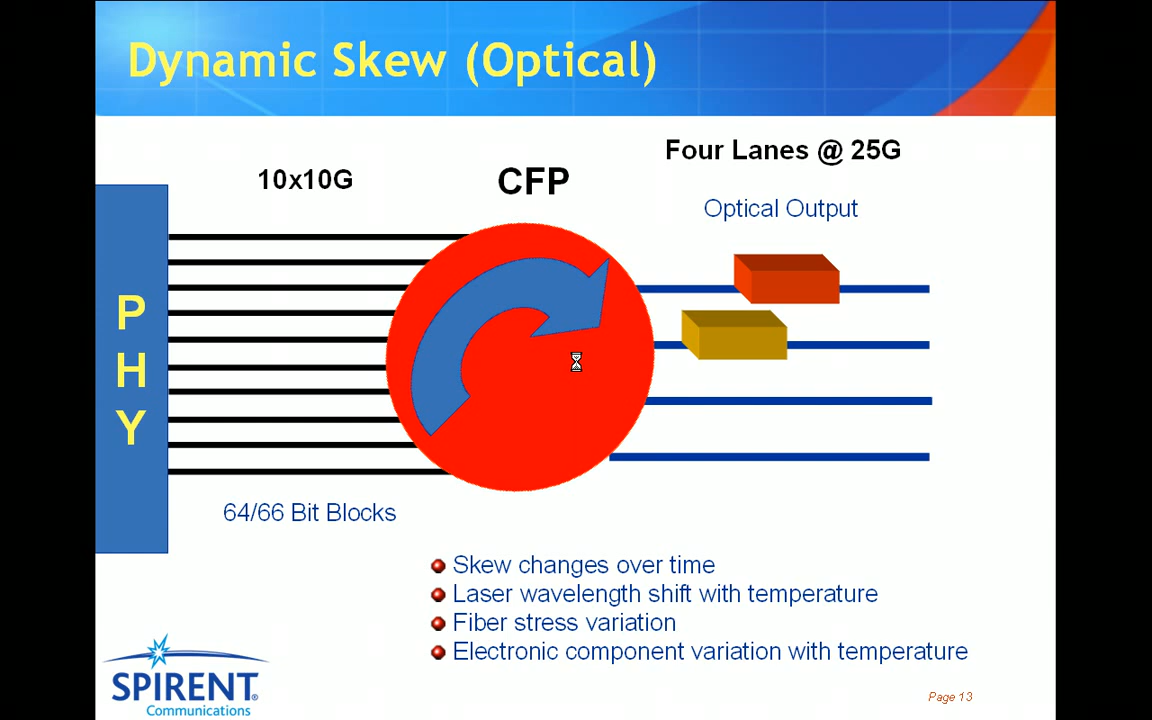 Dynamic Skew (Optical)
Four Lanes @ 25G
10x10G
CFP
Optical Output
P
H
Y
64/66 Bit Blocks
Skew changes over time
Laser wavelength shift with temperature
Fiber stress variation
Electronic component variation with temperature
SPIRENT®
Communications
Page 13